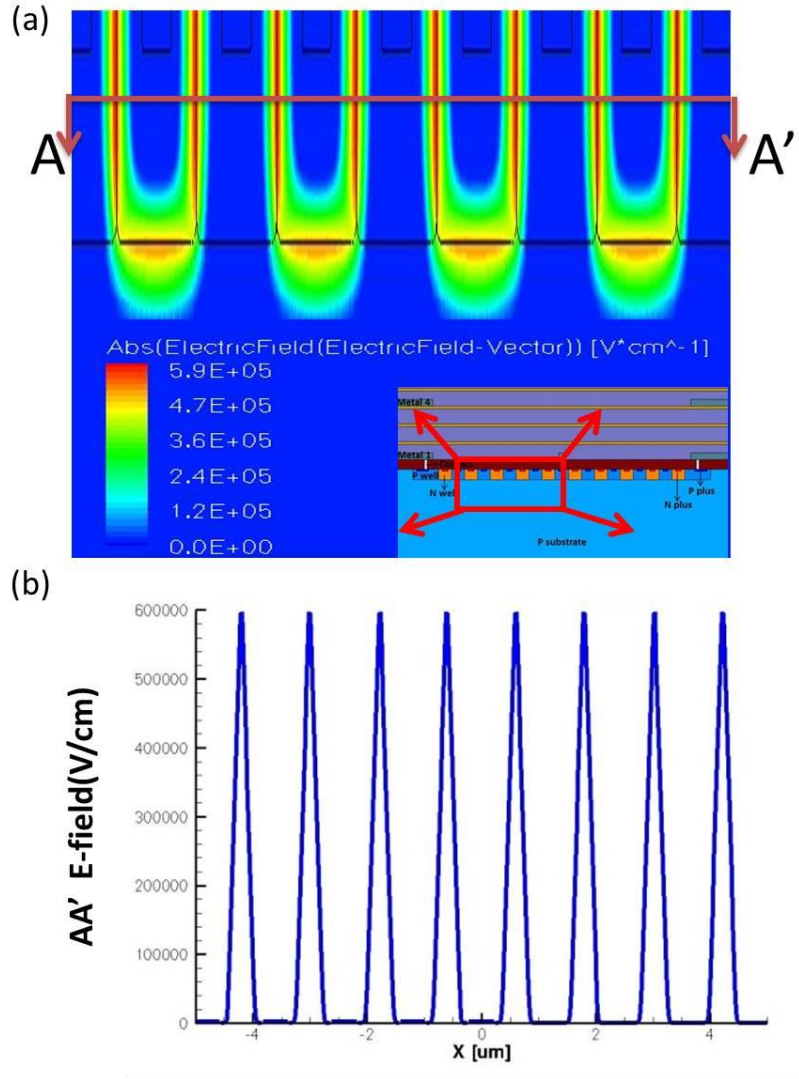 (a)
A A’
Abs(ElectricField(ElectricField-Vector)) [V*cm^-1]
5.9E+05
4.7E+05
3.6E+05
2.4E+05
1.2E+05
0.0E+00
Metal 4
Metal 1
P well
N well
P plus
N plus
P substrate
(b)
600000
500000
400000
300000
200000
100000
0
AA’ E-field(V/cm)
-4 -2 0 2 4
X [um]